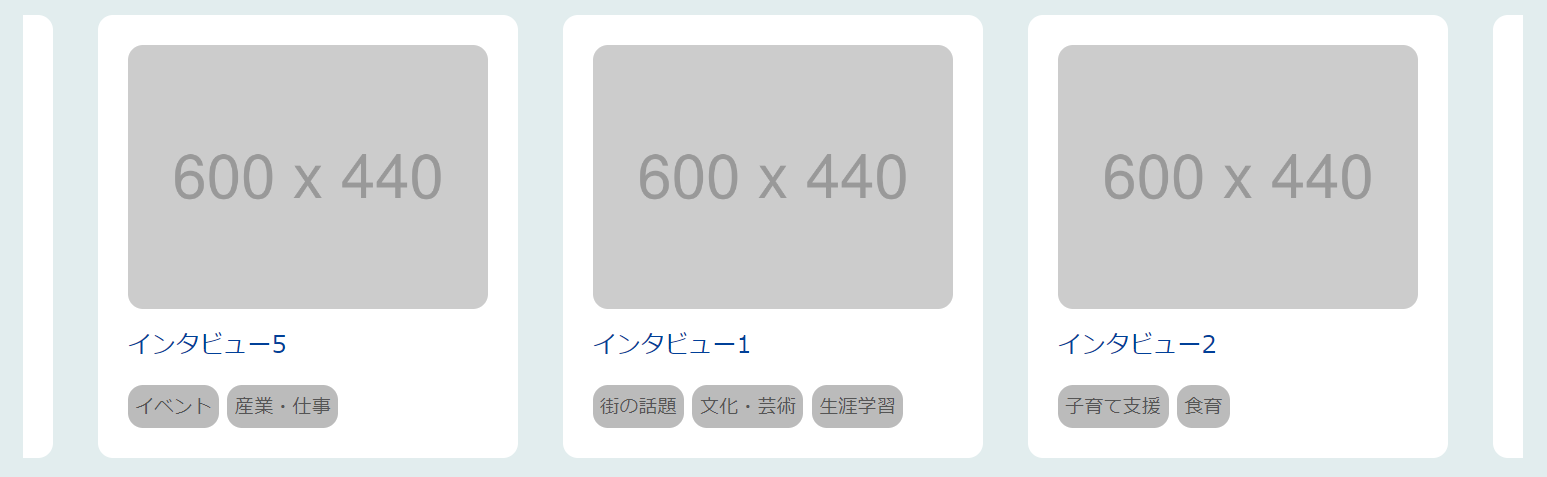 600 x 440
インタビュー5
イベント 産業・仕事
600 x 440
インタビュー1
街の話題 文化・芸術 生涯学習
600 x 440
インタビュー2
子育て支援 食育